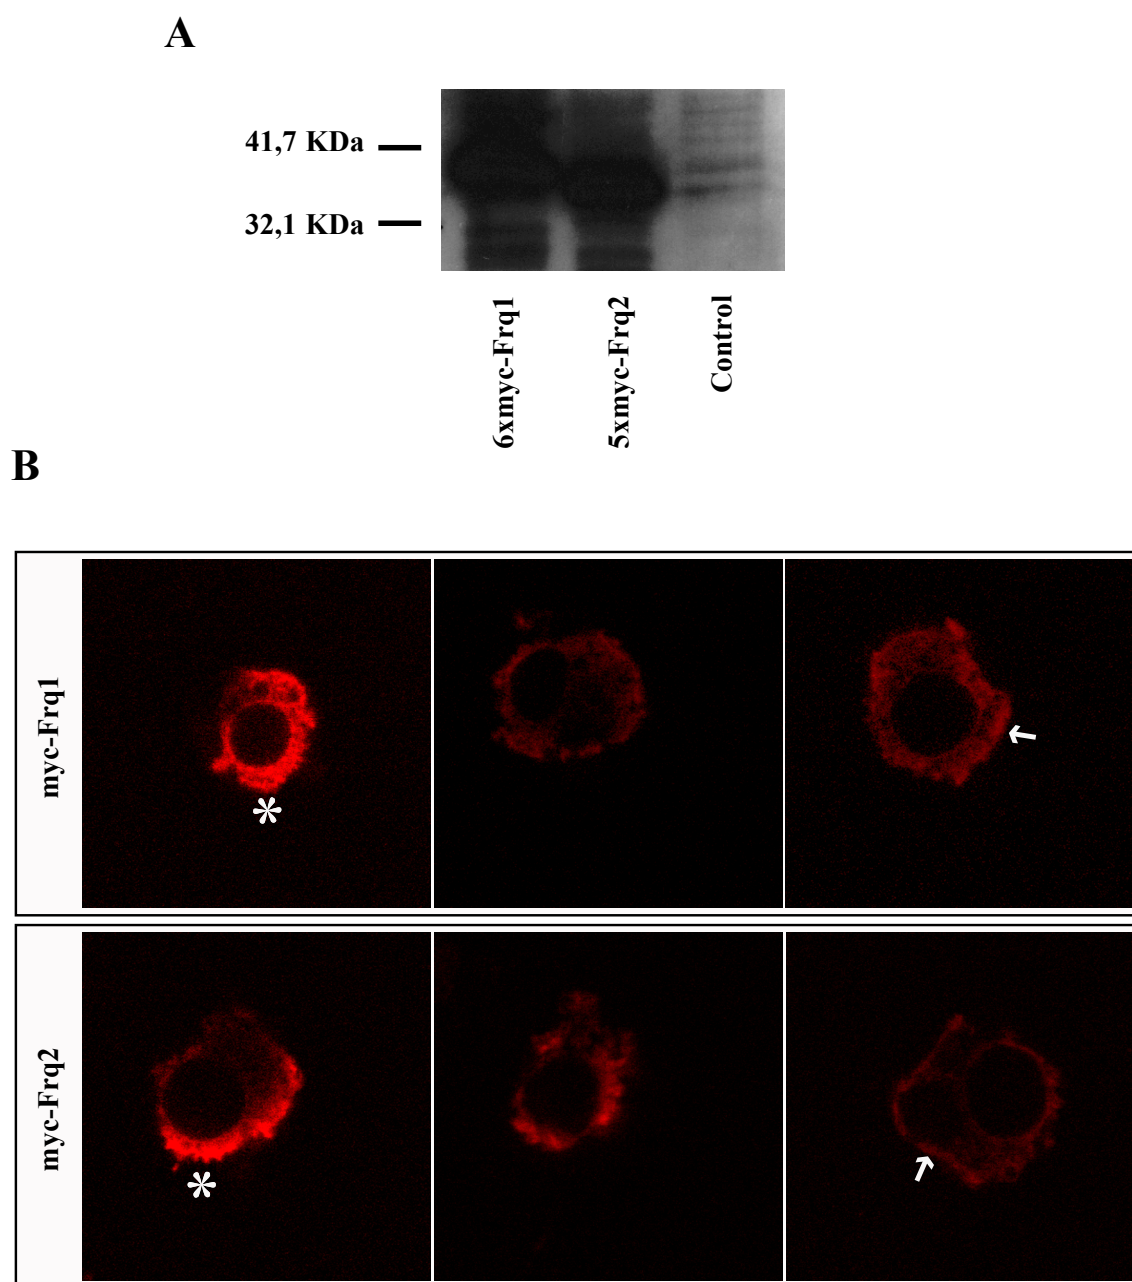 A
41,7 KDa
32,1 KDa
6xmyc-Frq1
5xmyc-Frq2
Control
B
myc-Frq1
*
myc-Frq2
*